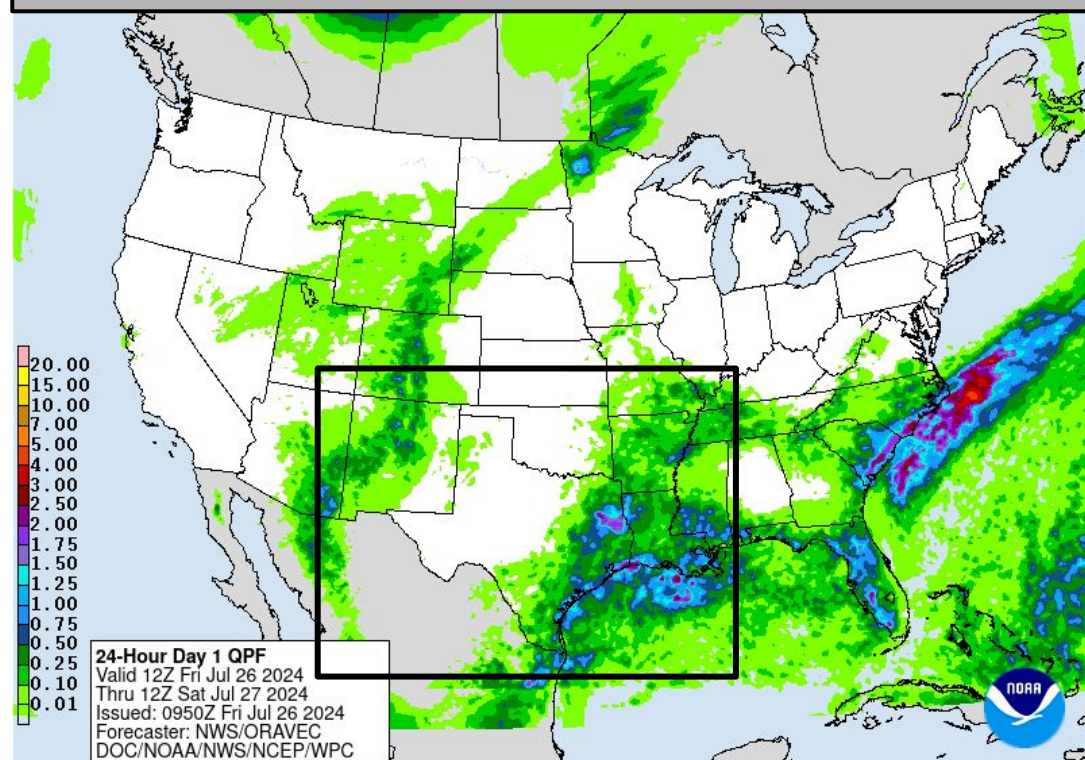 20.00
15.00
10.00
7.00
5.00
4.00
3.00
2.50
2.00
1.75
1.50
1.25
1.00
0.75
0.50
0.25
0.10
0.01
24-Hour Day 1 QPF
Valid 12Z Fri Jul 26 2024
Thru 12Z Sat Jul 27 2024
Issued: 0950Z Fri Jul 26 2024
Forecaster: NWS/ORAVEC
DOC/NOAA/NWS/NCEP/WPC
NOAA